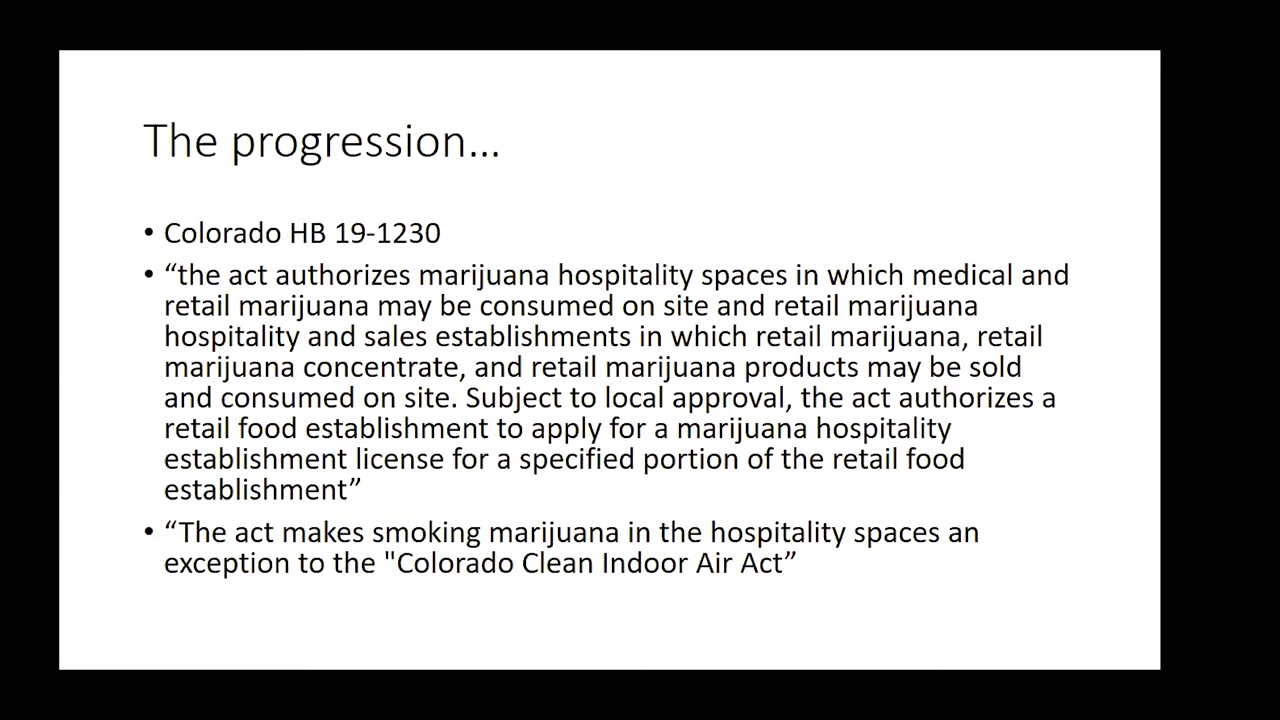 The progression...
• Colorado HB 19-1230
• “the act authorizes marijuana hospitality spaces in which medical and
retail marijuana may be consumed on site and retail marijuana
hospitality and sales establishments in which retail marijuana, retail
marijuana concentrate, and retail marijuana products may be sold
and consumed on site. Subject to local approval, the act authorizes a
retail food establishment to apply for a marijuana hospitality
establishment license for a specified portion of the retail food
establishment”
• “The act makes smoking marijuana in the hospitality spaces an
exception to the "Colorado Clean Indoor Air Act”